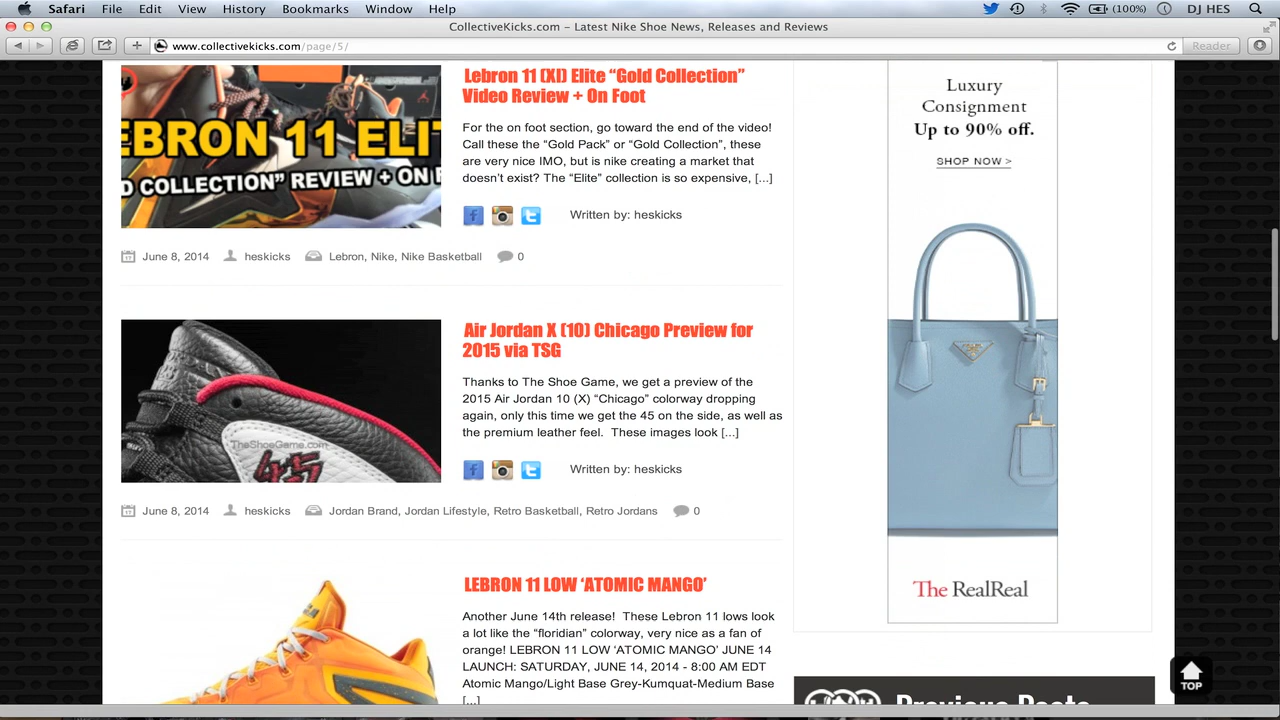 Safari File Edit View History Bookmarks Window Help (100%) DJ HES
CollectiveKicks.com – Latest Nike Shoe News, Releases and Reviews
www.collectivekicks.com/page/5/ Reader
Lebron 11 (XI) Elite “Gold Collection”
Video Review + On Foot
EBRON 11 ELIT
D COLLECTION” REVIEW + ON F
For the on foot section, go toward the end of the video!
Call these the “Gold Pack” or “Gold Collection”, these
are very nice IMO, but is nike creating a market that
doesn’t exist? The “Elite” collection is so expensive, [...]
Written by: heskicks
June 8, 2014 heskicks Lebron, Nike, Nike Basketball 0
Air Jordan X (10) Chicago Preview for
2015 via TSG
TheShoeGame.com
45
Thanks to The Shoe Game, we get a preview of the
2015 Air Jordan 10 (X) “Chicago” colorway dropping
again, only this time we get the 45 on the side, as well as
the premium leather feel. These images look [...]
Written by: heskicks
June 8, 2014 heskicks Jordan Brand, Jordan Lifestyle, Retro Basketball, Retro Jordans 0
LEBRON 11 LOW ‘ATOMIC MANGO’
Another June 14th release! These Lebron 11 lows look
a lot like the “floridian” colorway, very nice as a fan of
orange! LEBRON 11 LOW ‘ATOMIC MANGO’ JUNE 14
LAUNCH: SATURDAY, JUNE 14, 2014 - 8:00 AM EDT
Atomic Mango/Light Base Grey-Kumquat-Medium Base
[...]
Luxury
Consignment
Up to 90% off.
SHOP NOW >
The RealReal
TOP
Previous Posts